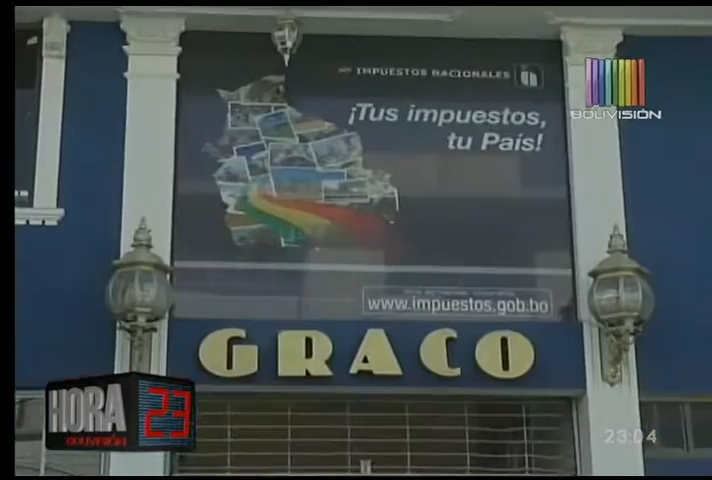 IMPUESTOS NACIONALES
¡Tus impuestos,
tu País!
BOLIVISIÓN
www.impuestos.gob.bo
GRACO
HORA 23
BOLIVISIÓN
23:04